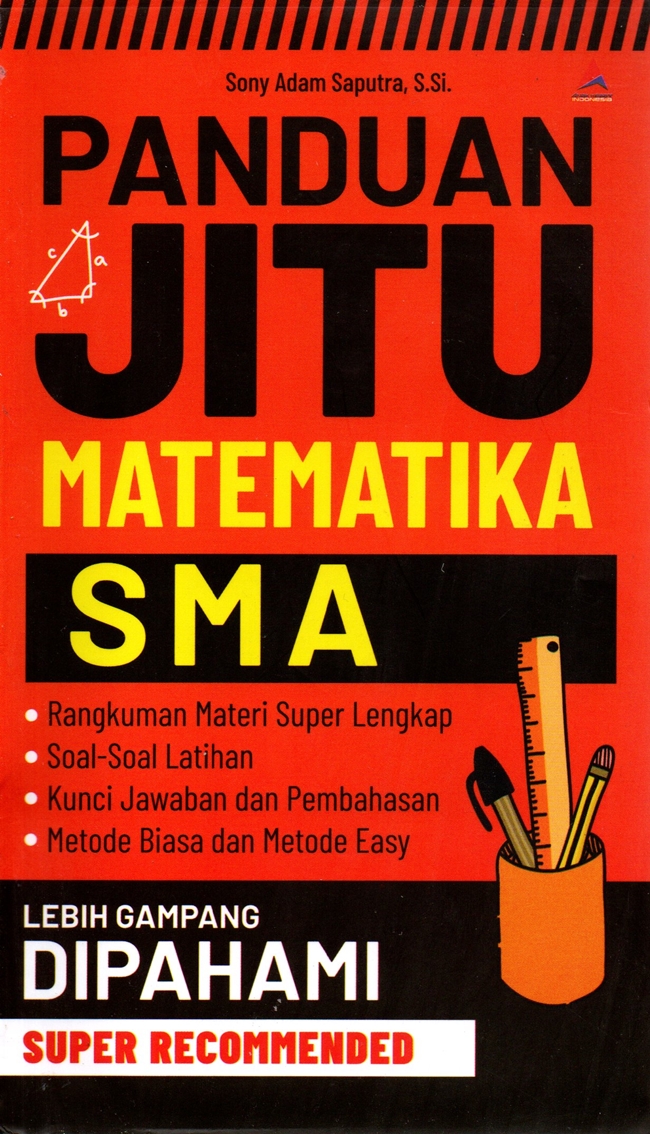 Sony Adam Saputra, S.Si.
INDONESIA
PANDUAN
JITU
c
a
b
MATEMATIKA
SMA
• Rangkuman Materi Super Lengkap
• Soal-Soal Latihan
• Kunci Jawaban dan Pembahasan
• Metode Biasa dan Metode Easy
LEBIH GAMPANG
DIPAHAMI
SUPER RECOMMENDED